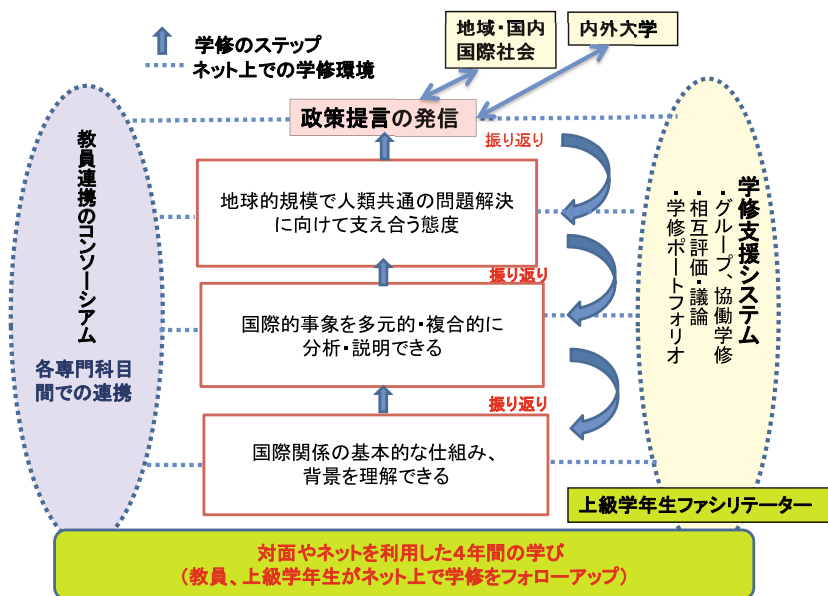 学修のステップ
ネット上での学修環境
地域・国内
国際社会
内外大学
政策提言の発信
振り返り
地球的規模で人類共通の問題解決
に向けて支え合う態度
振り返り
国際的事象を多元的・複合的に
分析・説明できる
振り返り
国際関係の基本的な仕組み、
背景を理解できる
教員連携のコンソーシアム
各専門科目
間での連携
学修支援システム
・グループ、協働学修
・相互評価・議論
・学修ポートフォリオ
上級学年生ファシリテーター
対面やネットを利用した4年間の学び
（教員、上級学年生がネット上で学修をフォローアップ）